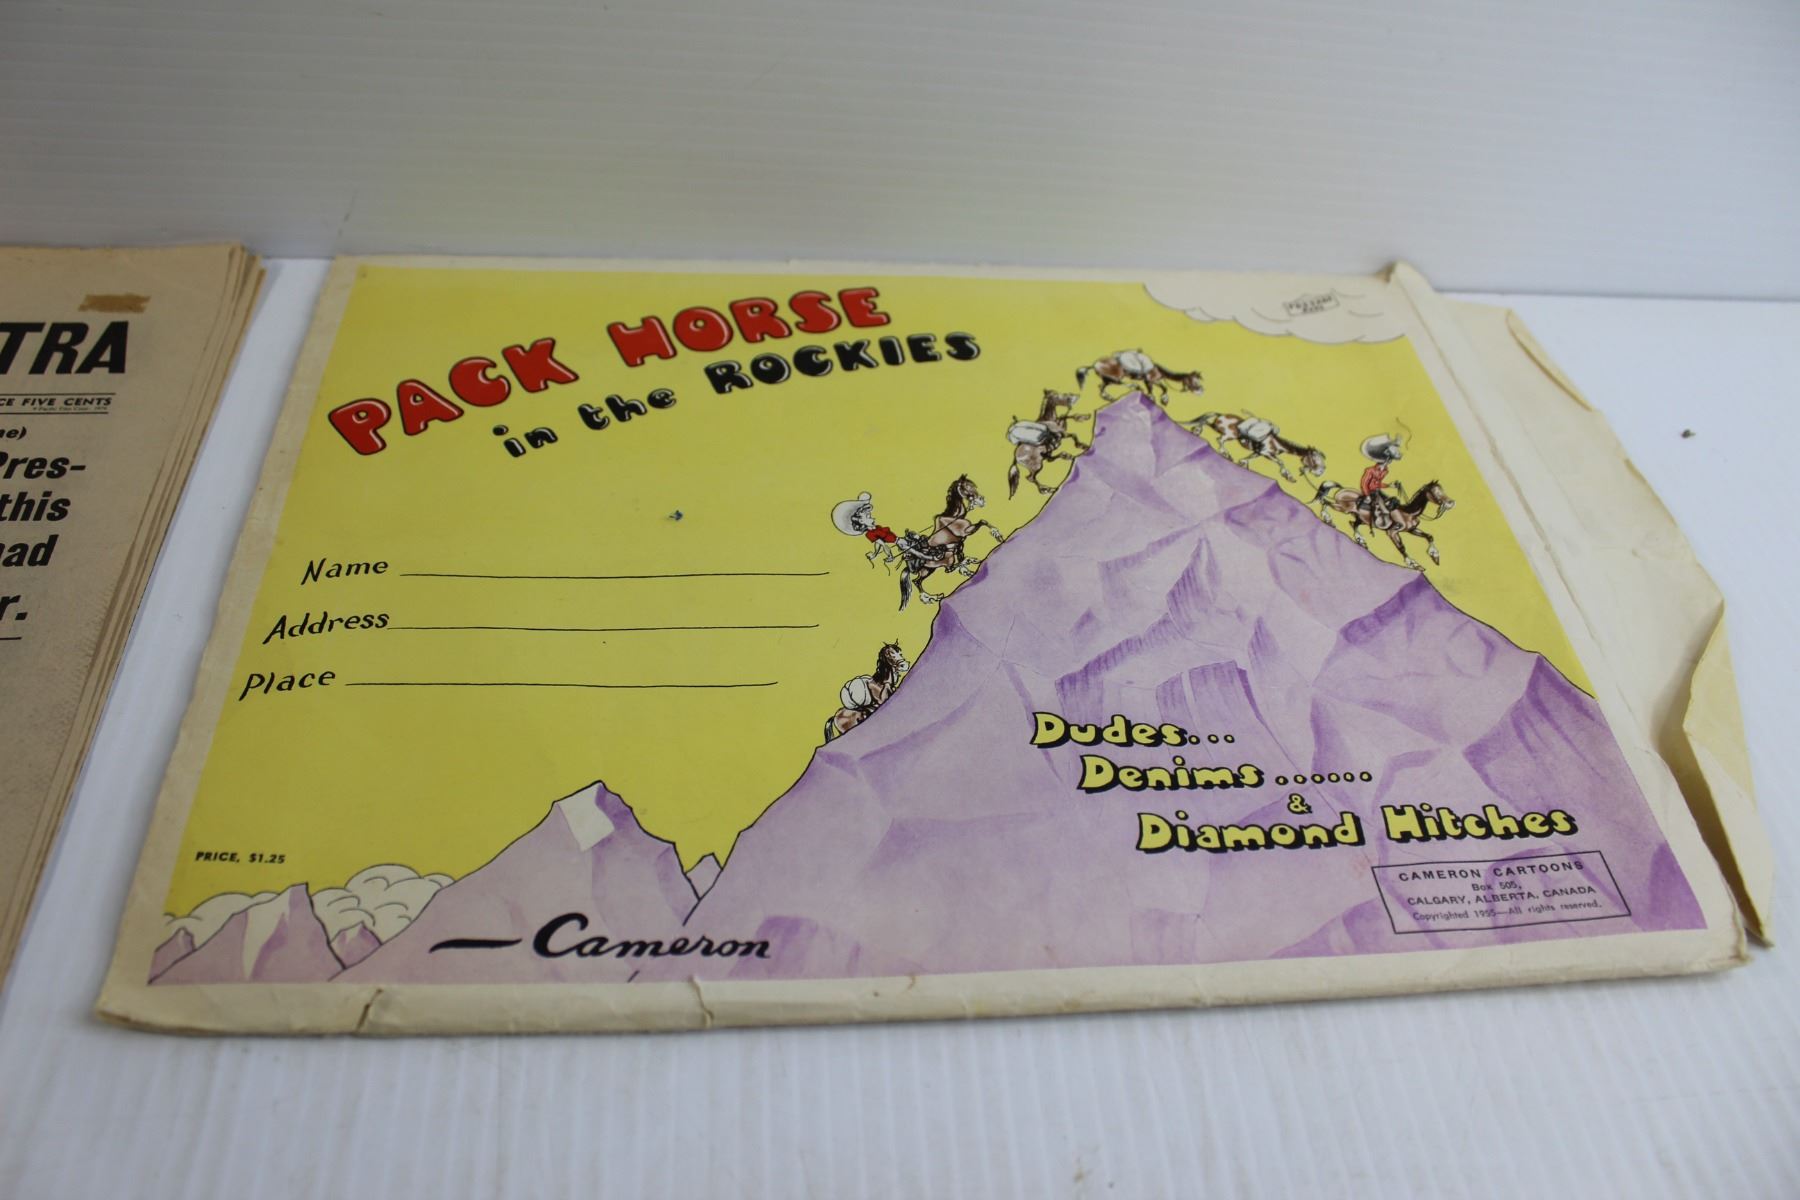 TRA
CE FIVE CENTS
ne)
Pres-
this
ad
r.
PACK HORSE
in the ROCKIES
Name
Address
Place
Dudes...
Denims ......
&
Diamond Hitches
PRICE, $1.25
— Cameron
CAMERON CARTOONS
Box 505,
CALGARY, ALBERTA, CANADA
Copyrighted 1955—All rights reserved.